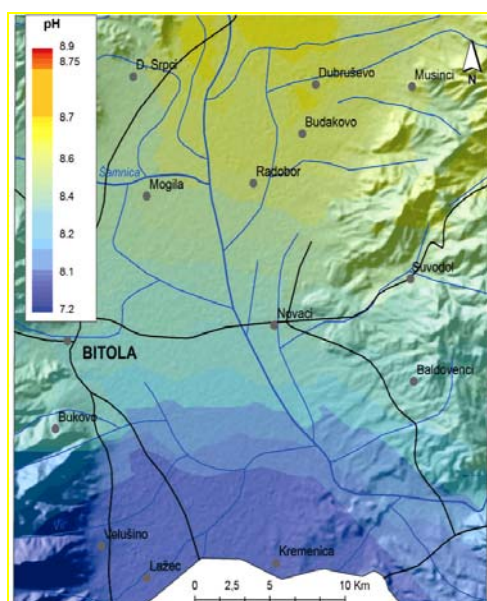 pH
8.9
8.75
8.7
8.6
8.4
8.2
8.1
7.2
N
D. Srpci
Dubruševo
Musinci
Budakovo
Samnica
Mogila
Radobor
Suvodol
Novaci
BITOLA
Baldovenci
Bukovo
Velušino
Lažec
Kremenica
0 2,5 5 10 Km